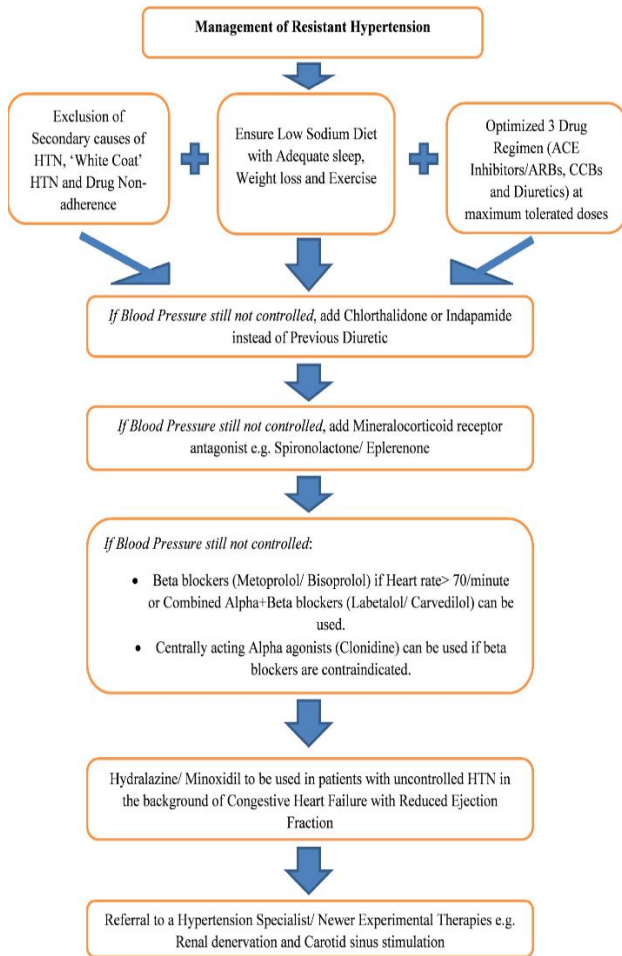 Management of Resistant Hypertension
Exclusion of
Secondary causes of
HTN, ‘White Coat’
HTN and Drug Non-
adherence
Ensure Low Sodium Diet
with Adequate sleep,
Weight loss and Exercise
Optimized 3 Drug
Regimen (ACE
Inhibitors/ARBs, CCBs
and Diuretics) at
maximum tolerated doses
If Blood Pressure still not controlled, add Chlorthalidone or Indapamide
instead of Previous Diuretic
If Blood Pressure still not controlled, add Mineralocorticoid receptor
antagonist e.g. Spironolactone/ Eplerenone
If Blood Pressure still not controlled:
• Beta blockers (Metoprolol/ Bisoprolol) if Heart rate> 70/minute
or Combined Alpha+Beta blockers (Labetalol/ Carvedilol) can be
used.
• Centrally acting Alpha agonists (Clonidine) can be used if beta
blockers are contraindicated.
Hydralazine/ Minoxidil to be used in patients with uncontrolled HTN in
the background of Congestive Heart Failure with Reduced Ejection
Fraction
Referral to a Hypertension Specialist/ Newer Experimental Therapies e.g.
Renal denervation and Carotid sinus stimulation